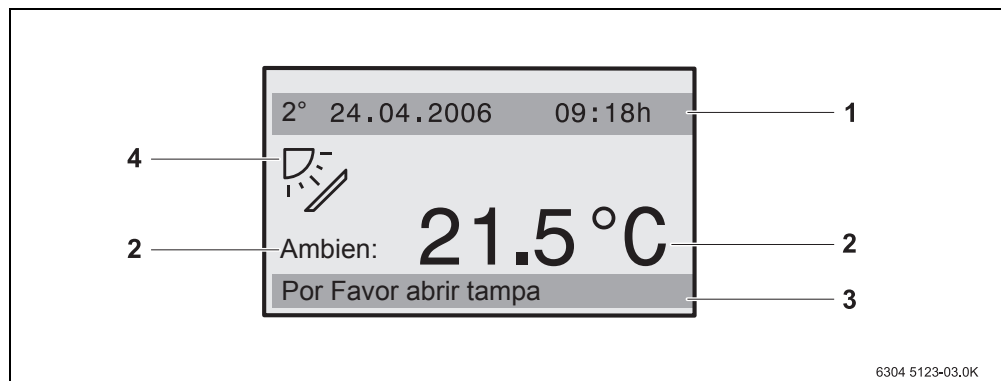 2° 24.04.2006 09:18h 1
4
2 Ambien: 21.5°C 2
Por Favor abrir tampa 3
6304 5123-03.0K